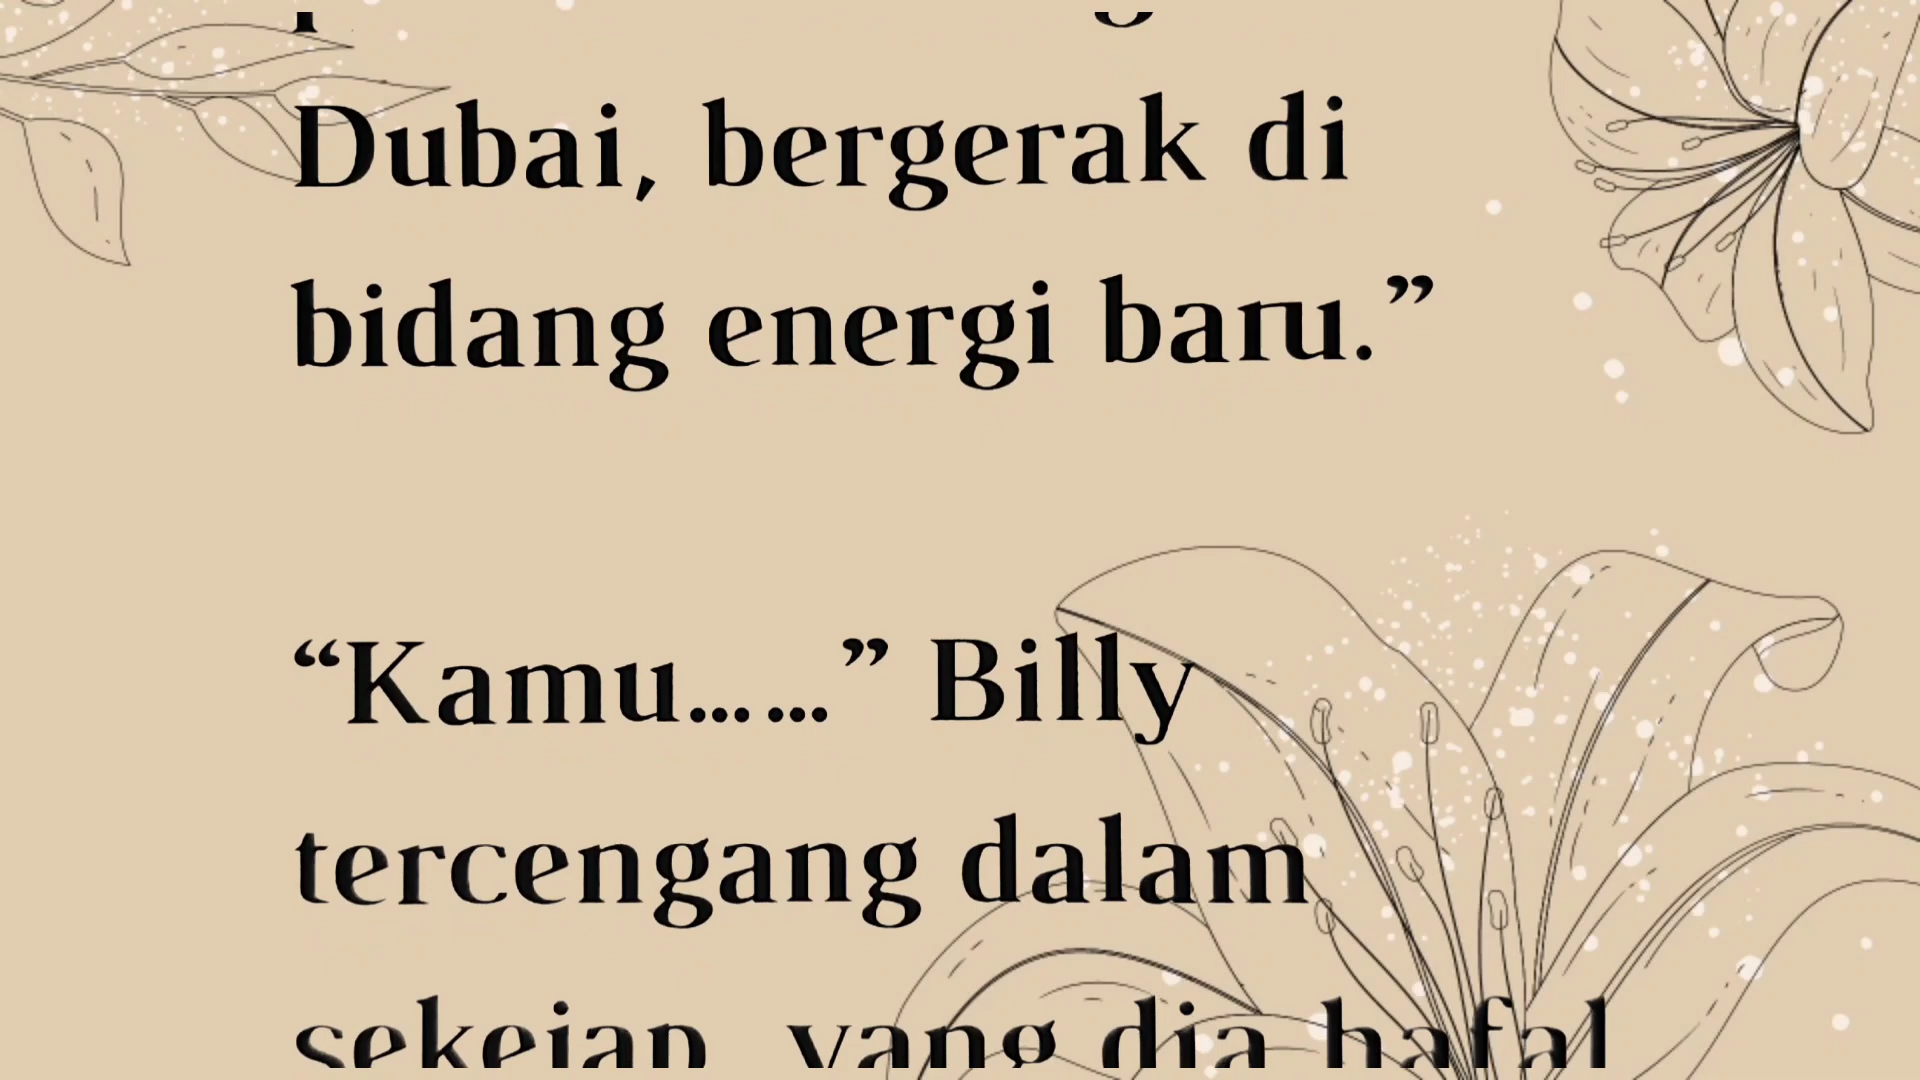 Dubai, bergerak di
bidang energi baru.”
“Kamu……” Billy
tercengang dalam
sekejap, yang dia hafal